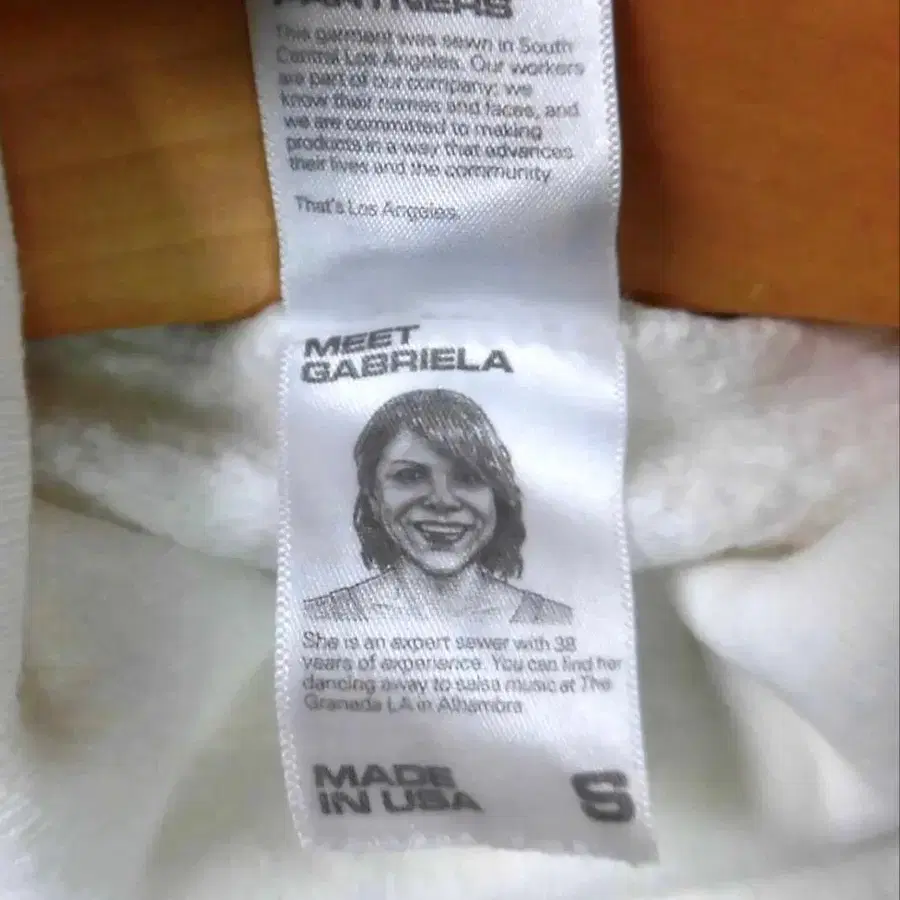 PARTNERS
This garment was sewn in South
Central Los Angeles. Our workers
are part of our company: we
know their names and faces, and
we are committed to making
products in a way that advances
their lives and the community
That's Los Angeles.
MEET
GABRIELA
She is an expert sewer with 38
years of experience. You can find her
dancing away to salsa music at The
Granada LA in Alhambra
MADE
IN USA
S